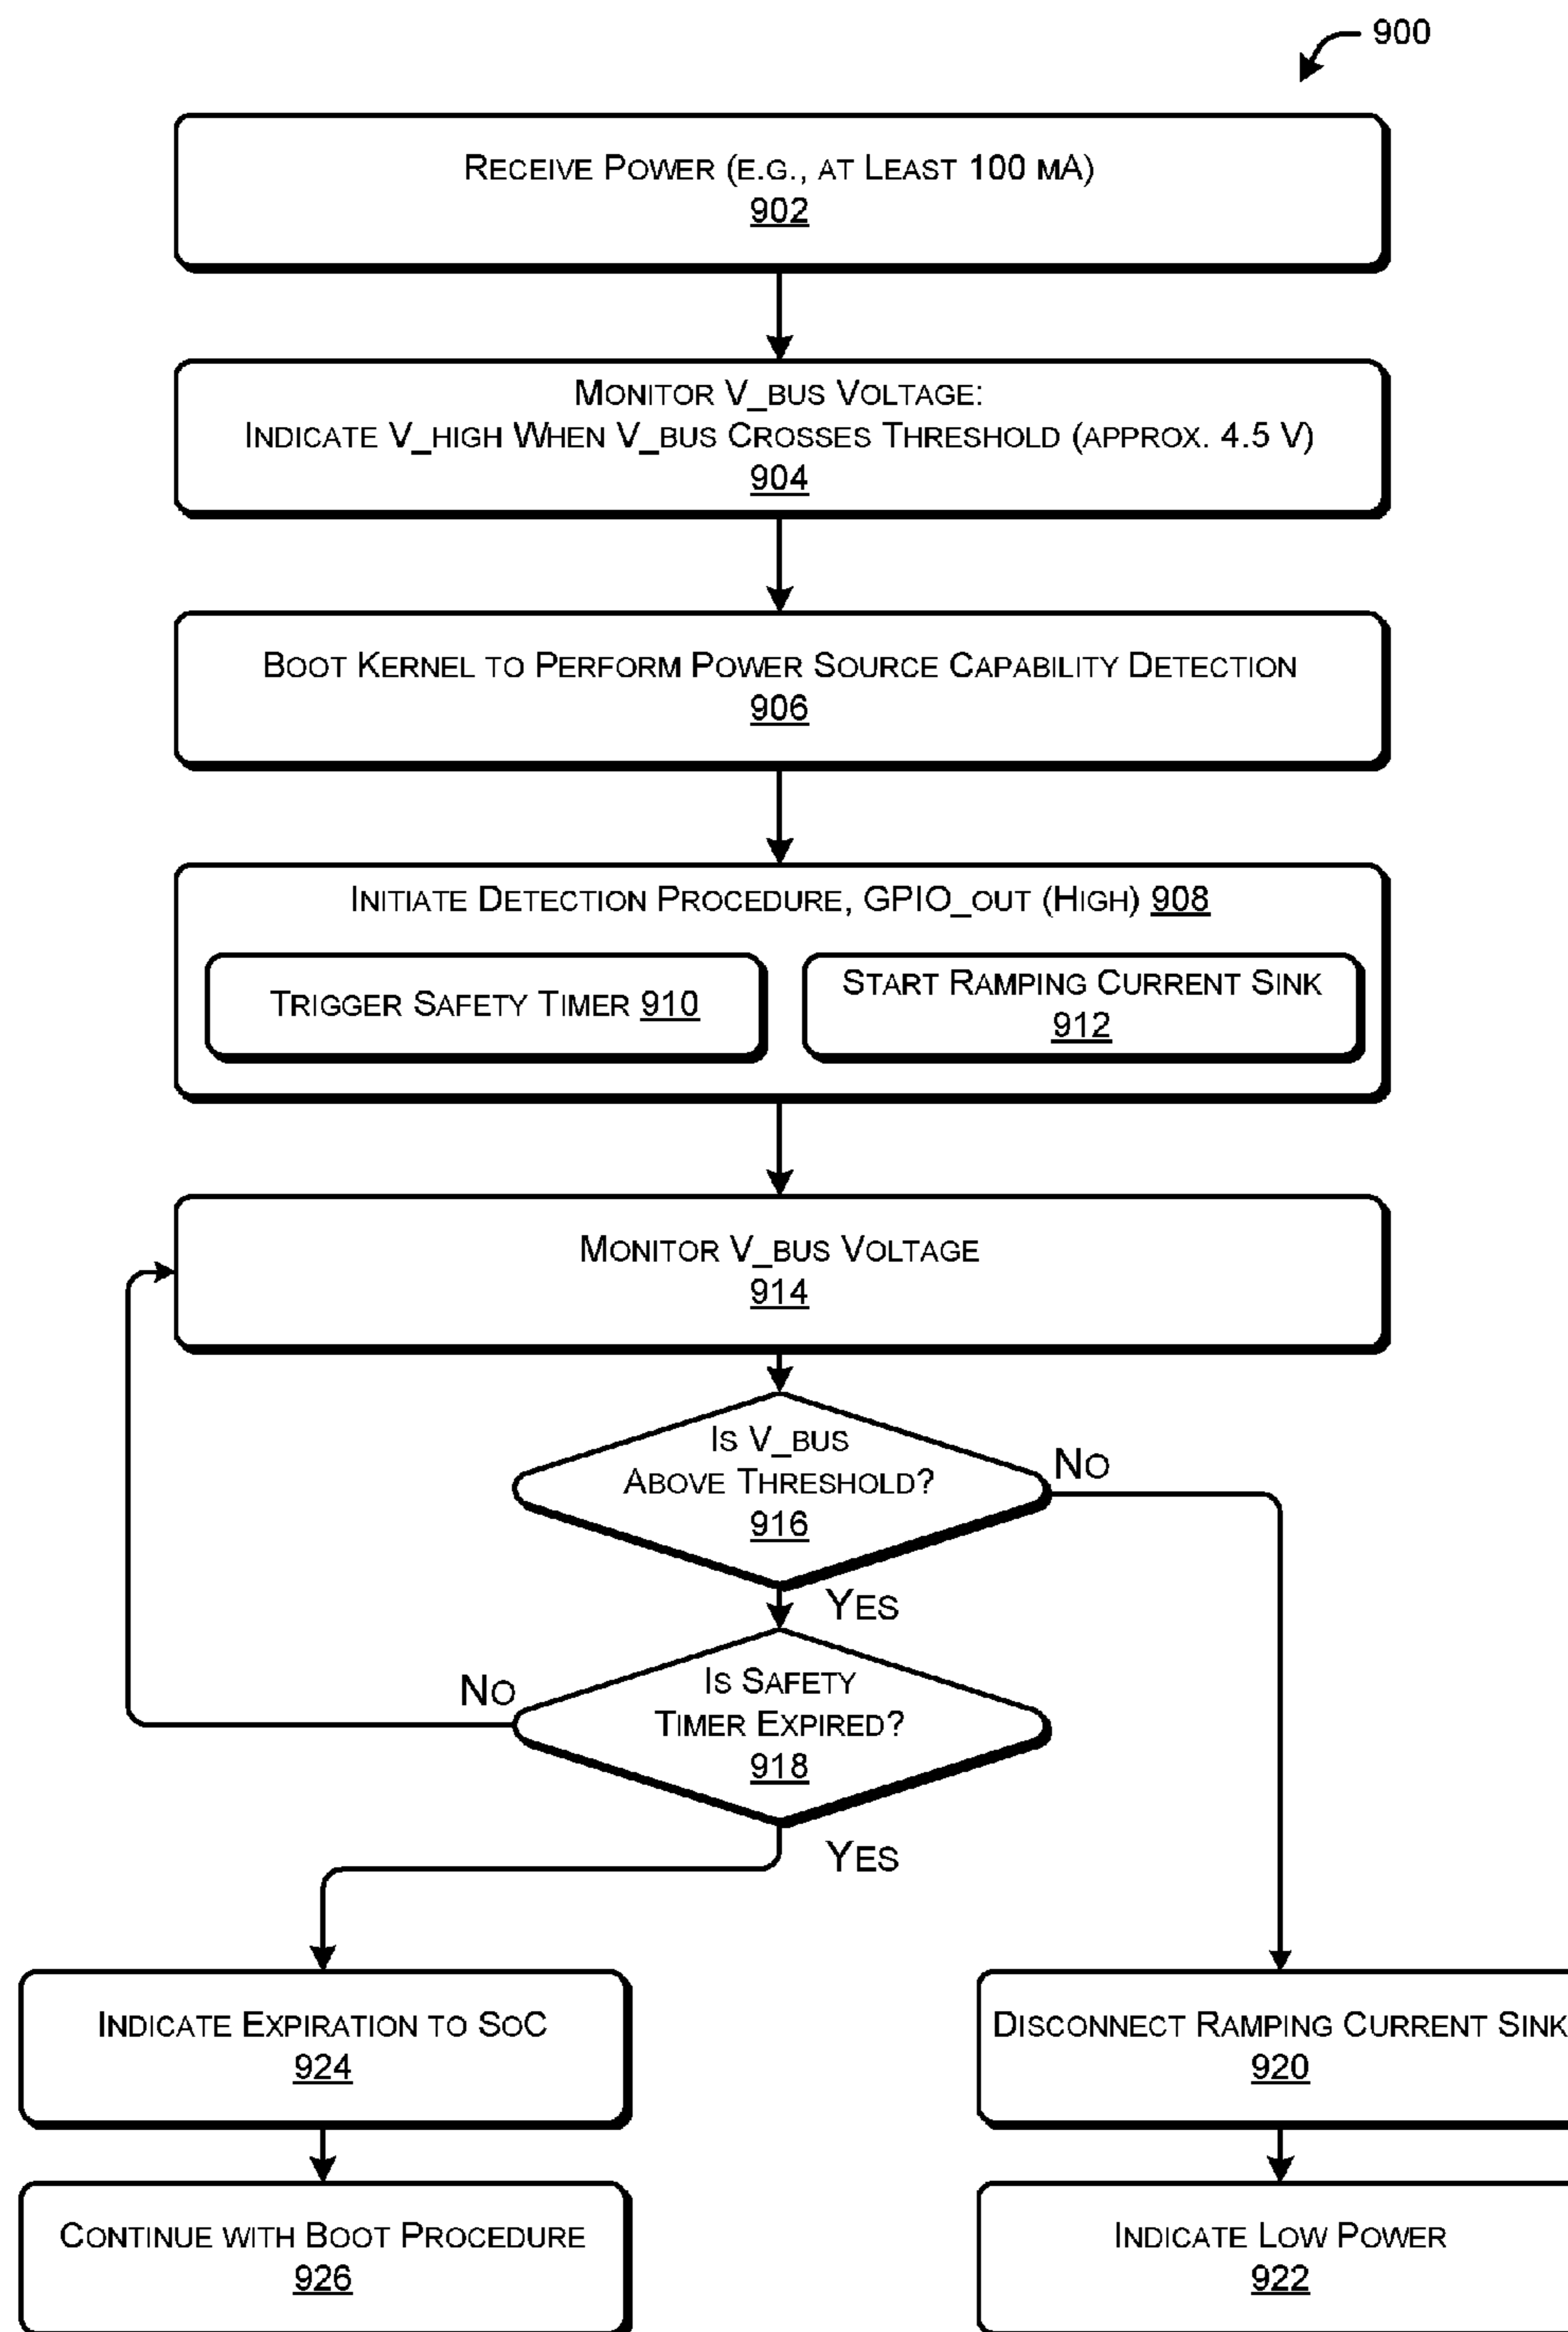 900
Receive Power (e.g., at Least 100 mA)
902
Monitor V_bus Voltage:
Indicate V_high When V_bus Crosses Threshold (approx. 4.5 V)
904
Boot Kernel to Perform Power Source Capability Detection
906
Initiate Detection Procedure, GPIO_out (High) 908
Trigger Safety Timer 910
Start Ramping Current Sink
912
Monitor V_bus Voltage
914
Is V_bus
Above Threshold?
916
No
Yes
Is Safety
Timer Expired?
918
No
Yes
Indicate Expiration to SoC
924
Disconnect Ramping Current Sink
920
Continue with Boot Procedure
926
Indicate Low Power
922